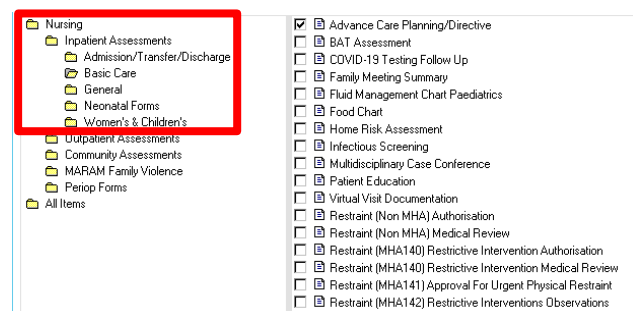 Nursing
Inpatient Assessments
Admission/Transfer/Discharge
Basic Care
General
Neonatal Forms
Women's & Children's
Outpatient Assessments
Community Assessments
MARAM Family Violence
Periop Forms
All Items
Advance Care Planning/Directive
BAT Assessment
COVID-19 Testing Follow Up
Family Meeting Summary
Fluid Management Chart Paediatrics
Food Chart
Home Risk Assessment
Infectious Screening
Multidisciplinary Case Conference
Patient Education
Virtual Visit Documentation
Restraint (Non MHA) Authorisation
Restraint (Non MHA) Medical Review
Restraint (MHA140) Restrictive Intervention Authorisation
Restraint (MHA140) Restrictive Intervention Medical Review
Restraint (MHA141) Approval For Urgent Physical Restraint
Restraint (MHA142) Restrictive Interventions Observations